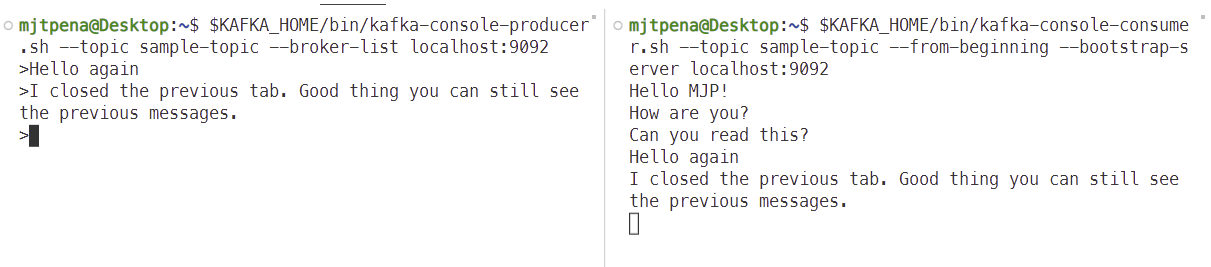 mjtpena@Desktop:~$ $KAFKA_HOME/bin/kafka-console-producer
.sh --topic sample-topic --broker-list localhost:9092
>Hello again
>I closed the previous tab. Good thing you can still see
the previous messages.
>
mjtpena@Desktop:~$ $KAFKA_HOME/bin/kafka-console-consume
r.sh --topic sample-topic --from-beginning --bootstrap-s
erver localhost:9092
Hello MJP!
How are you?
Can you read this?
Hello again
I closed the previous tab. Good thing you can still see
the previous messages.